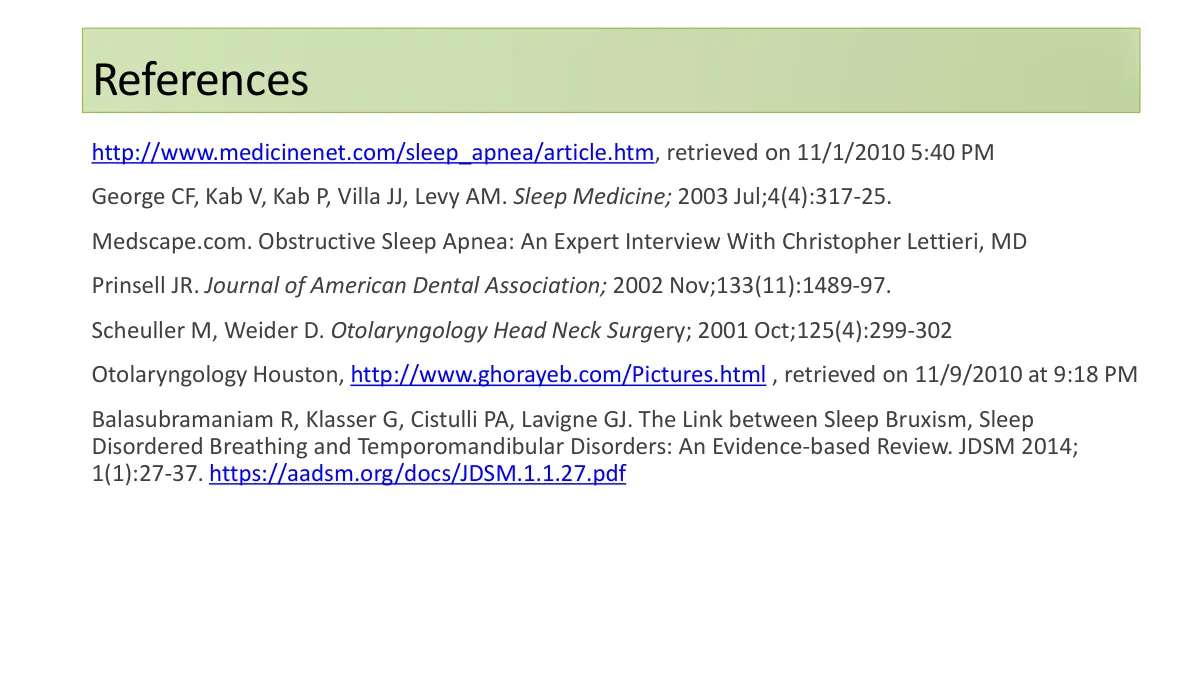 References
http://www.medicinenet.com/sleep_apnea/article.htm, retrieved on 11/1/2010 5:40 PM
George CF, Kab V, Kab P, Villa JJ, Levy AM. Sleep Medicine; 2003 Jul;4(4):317-25.
Medscape.com. Obstructive Sleep Apnea: An Expert Interview With Christopher Lettieri, MD
Prinsell JR. Journal of American Dental Association; 2002 Nov;133(11):1489-97.
Scheuller M, Weider D. Otolaryngology Head Neck Surgery; 2001 Oct;125(4):299-302
Otolaryngology Houston, http://www.ghorayeb.com/Pictures.html , retrieved on 11/9/2010 at 9:18 PM
Balasubramaniam R, Klasser G, Cistulli PA, Lavigne GJ. The Link between Sleep Bruxism, Sleep
Disordered Breathing and Temporomandibular Disorders: An Evidence-based Review. JDSM 2014;
1(1):27-37. https://aadsm.org/docs/JDSM.1.1.27.pdf